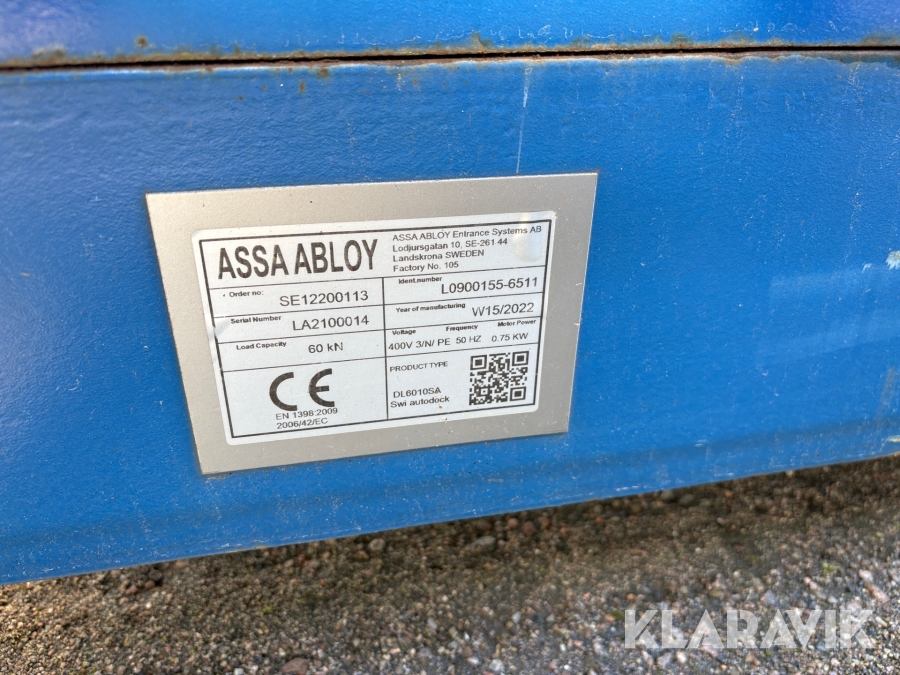 ASSA ABLOY
ASSA ABLOY Entrance Systems AB
Lodjursgatan 10, SE-261 44
Landskrona SWEDEN
Factory No. 105
Order no: SE12200113
Ident.number L0900155-6511
Serial Number LA2100014
Year of manufacturing W15/2022
Load Capacity 60 kN
Voltage Frequency Motor Power
400V 3/N/ PE 50 HZ 0.75 KW
CE
EN 1398:2009
2006/42/EC
PRODUCT TYPE
DL6010SA
Swi autodock
KLARAVIK